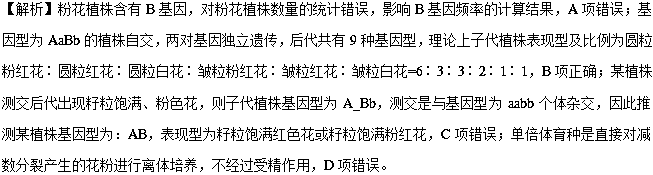 【解析】粉花植株含有 B 基因，对粉花植株数量的统计错误，影响 B 基因频率的计算结果，A 项错误；基
因型为 AaBb 的植株自交，两对基因独立遗传，后代共有 9 种基因型，理论上子代植株表现型及比例为圆粒
粉红花∶圆粒红花∶圆粒白花∶皱粒粉红花∶皱粒红花∶皱粒白花=6∶3∶3∶2∶1∶1，B 项正确；某植株
测交后代出现籽粒饱满、粉色花，则子代植株基因型为 A_Bb，测交是与基因型为 aabb 个体杂交，因此推
测某植株基因型为：AB，表现型为籽粒饱满红色花或籽粒饱满粉红花，C 项错误；单倍体育种是直接对减
数分裂产生的花粉进行离体培养，不经过受精作用，D 项错误。